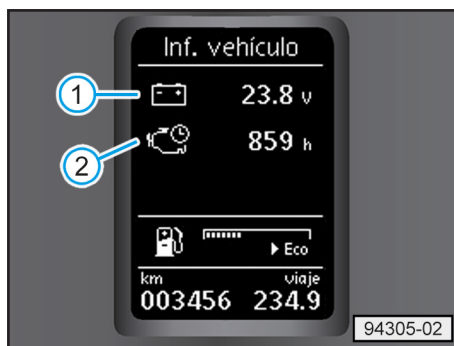 Inf. vehículo
1
23.8 v
2
859 h
Eco
km viaje
003456 234.9
94305-02